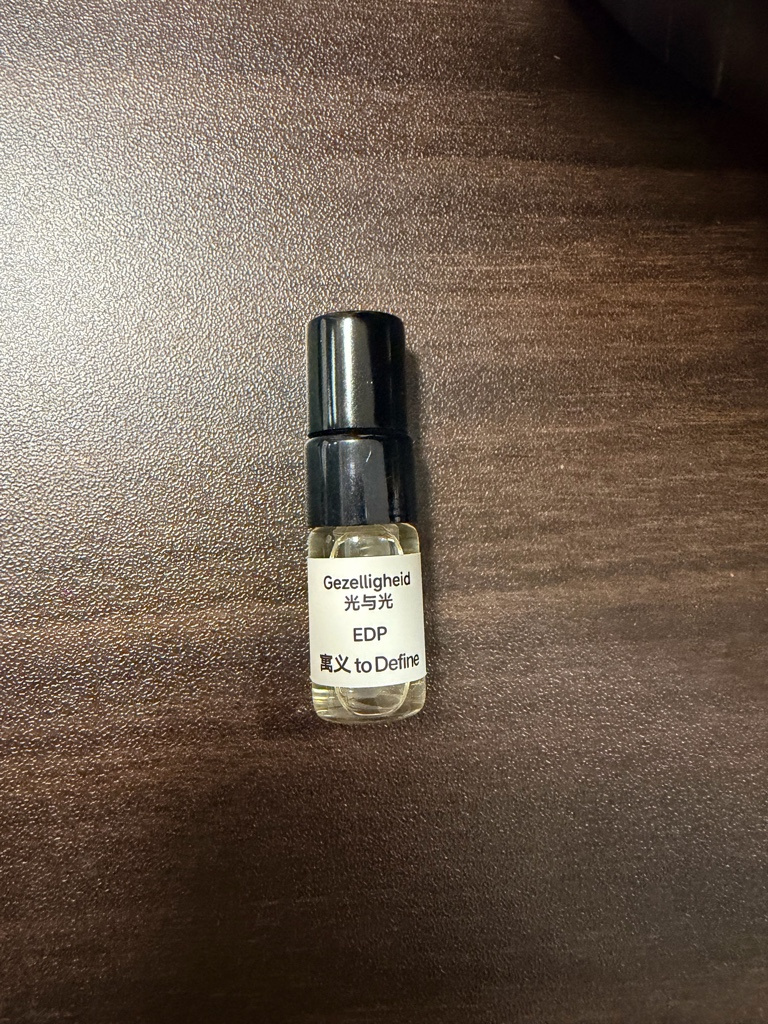 Gezelligheid
光与光
EDP
寓义 to Define